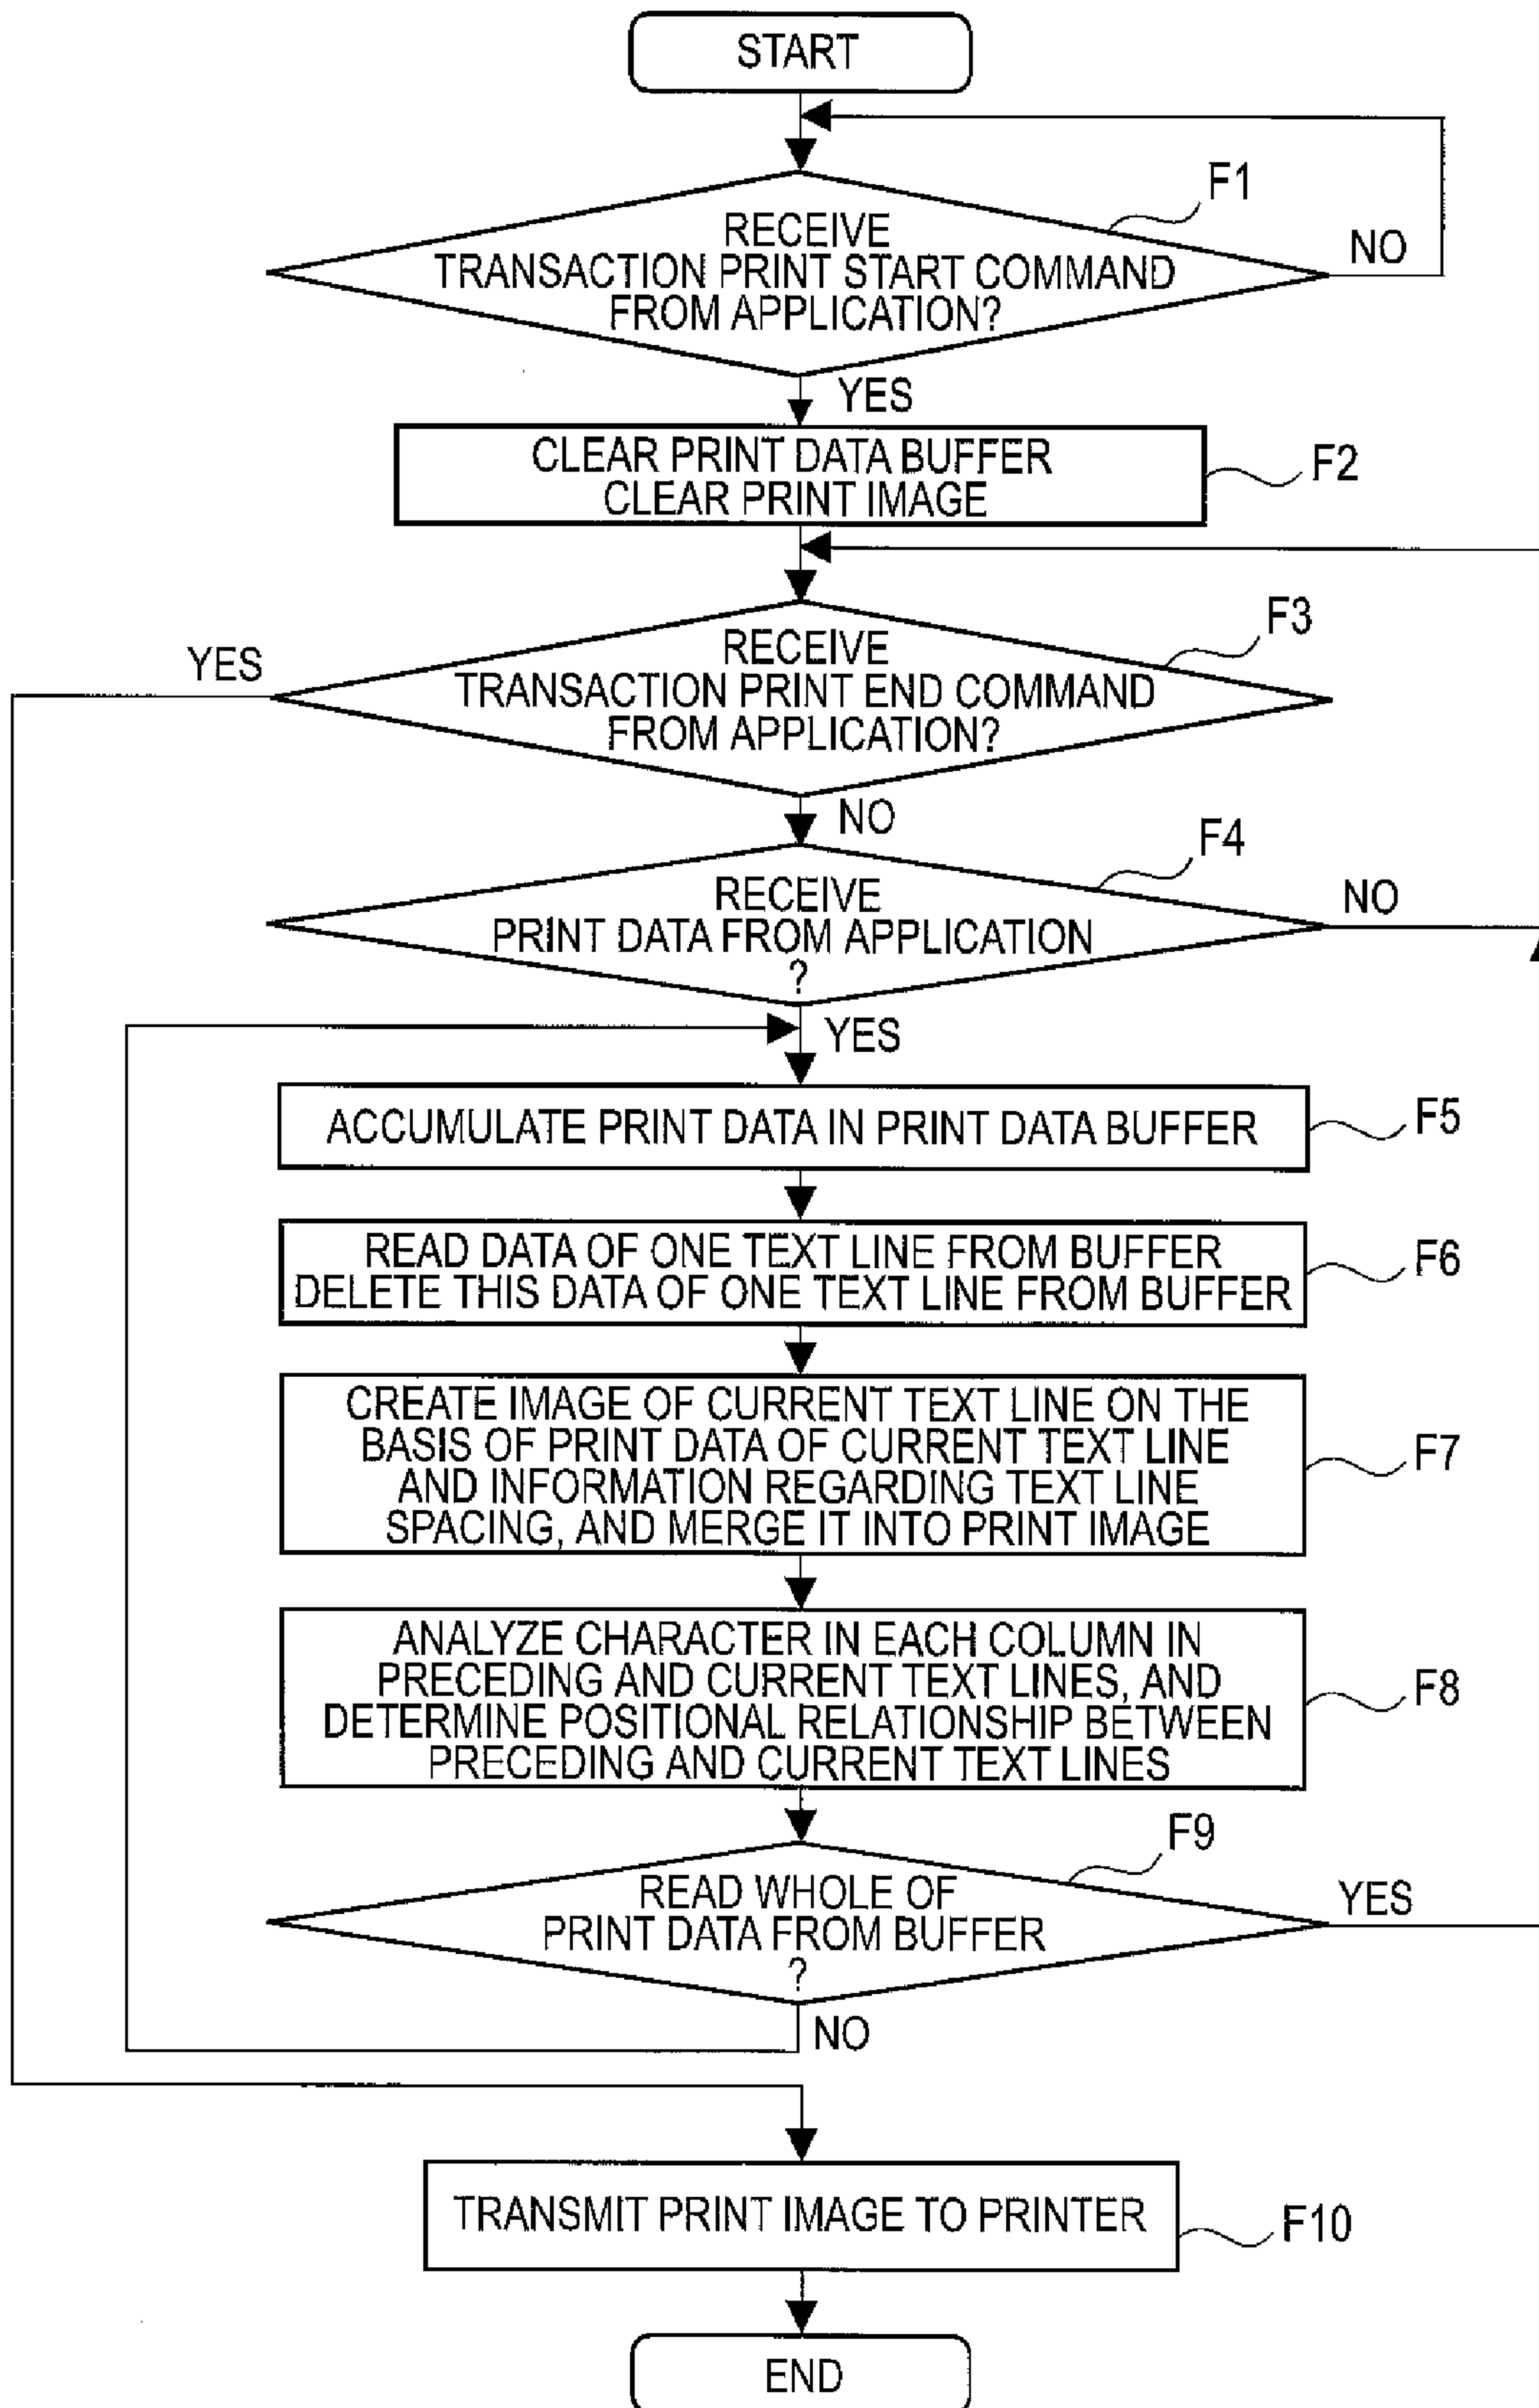 START
F1
RECEIVE
TRANSACTION PRINT START COMMAND
FROM APPLICATION?
NO
YES
CLEAR PRINT DATA BUFFER
CLEAR PRINT IMAGE
F2
F3
YES
RECEIVE
TRANSACTION PRINT END COMMAND
FROM APPLICATION?
NO
F4
RECEIVE
PRINT DATA FROM APPLICATION
?
NO
YES
ACCUMULATE PRINT DATA IN PRINT DATA BUFFER
F5
READ DATA OF ONE TEXT LINE FROM BUFFER
DELETE THIS DATA OF ONE TEXT LINE FROM BUFFER
F6
CREATE IMAGE OF CURRENT TEXT LINE ON THE
BASIS OF PRINT DATA OF CURRENT TEXT LINE
AND INFORMATION REGARDING TEXT LINE
SPACING, AND MERGE IT INTO PRINT IMAGE
F7
ANALYZE CHARACTER IN EACH COLUMN IN
PRECEDING AND CURRENT TEXT LINES, AND
DETERMINE POSITIONAL RELATIONSHIP BETWEEN
PRECEDING AND CURRENT TEXT LINES
F8
F9
READ WHOLE OF
PRINT DATA FROM BUFFER
?
YES
NO
TRANSMIT PRINT IMAGE TO PRINTER
F10
END